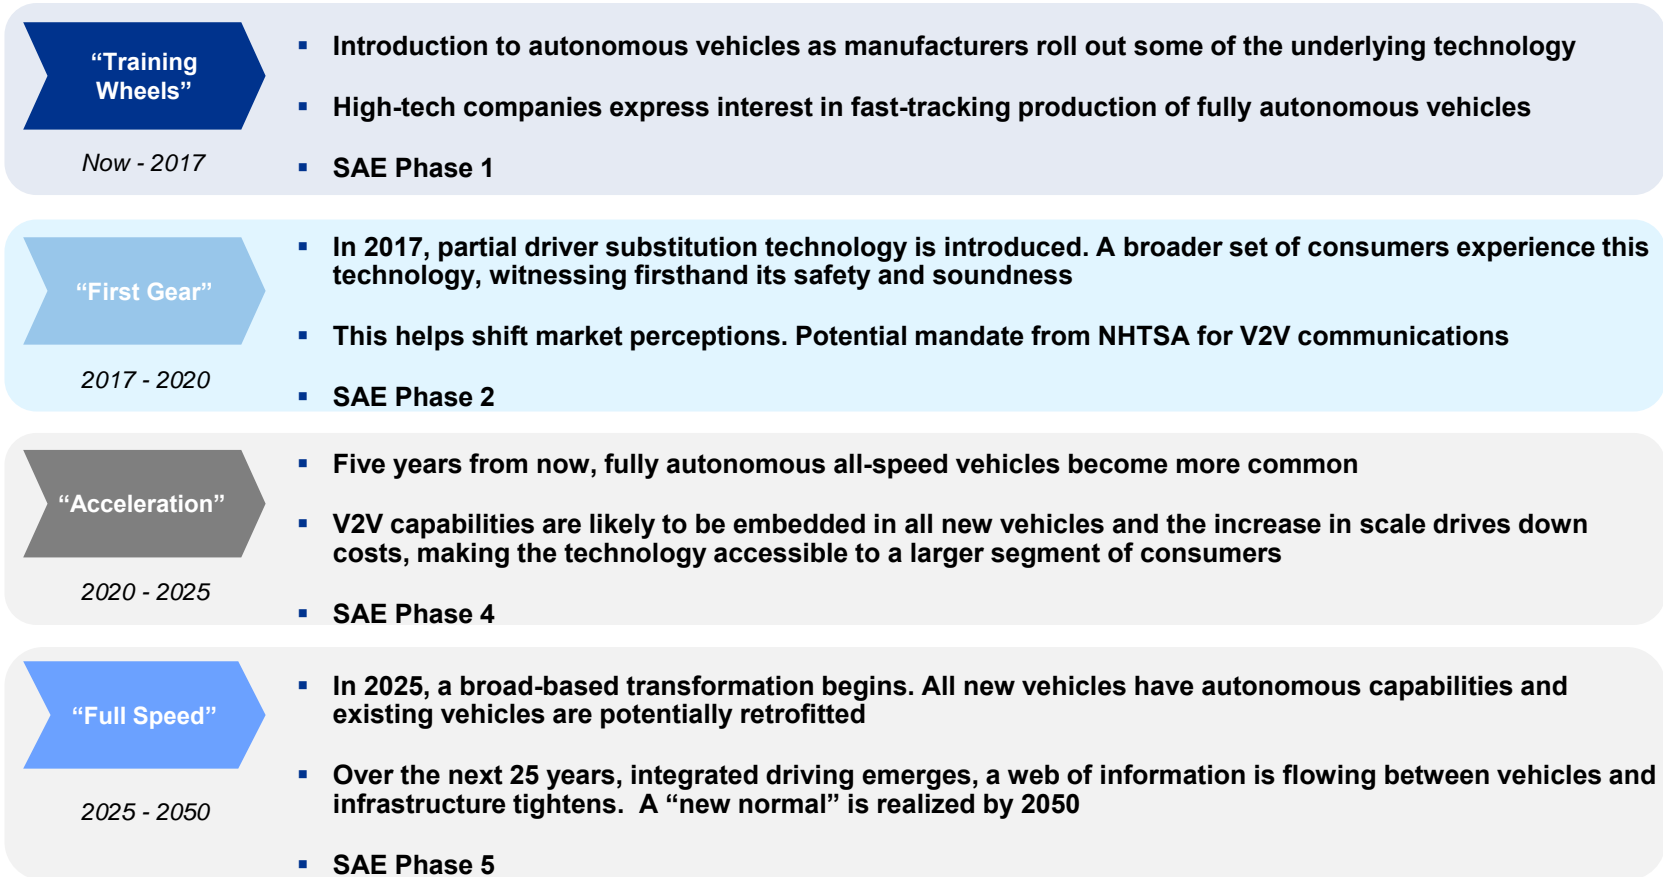 “Training
Wheels”
Now - 2017
▪ Introduction to autonomous vehicles as manufacturers roll out some of the underlying technology
▪ High-tech companies express interest in fast-tracking production of fully autonomous vehicles
▪ SAE Phase 1
“First Gear”
2017 - 2020
▪ In 2017, partial driver substitution technology is introduced. A broader set of consumers experience this
technology, witnessing firsthand its safety and soundness
▪ This helps shift market perceptions. Potential mandate from NHTSA for V2V communications
▪ SAE Phase 2
“Acceleration”
2020 - 2025
▪ Five years from now, fully autonomous all-speed vehicles become more common
▪ V2V capabilities are likely to be embedded in all new vehicles and the increase in scale drives down
costs, making the technology accessible to a larger segment of consumers
▪ SAE Phase 4
“Full Speed”
2025 - 2050
▪ In 2025, a broad-based transformation begins. All new vehicles have autonomous capabilities and
existing vehicles are potentially retrofitted
▪ Over the next 25 years, integrated driving emerges, a web of information is flowing between vehicles and
infrastructure tightens.  A “new normal” is realized by 2050
▪ SAE Phase 5